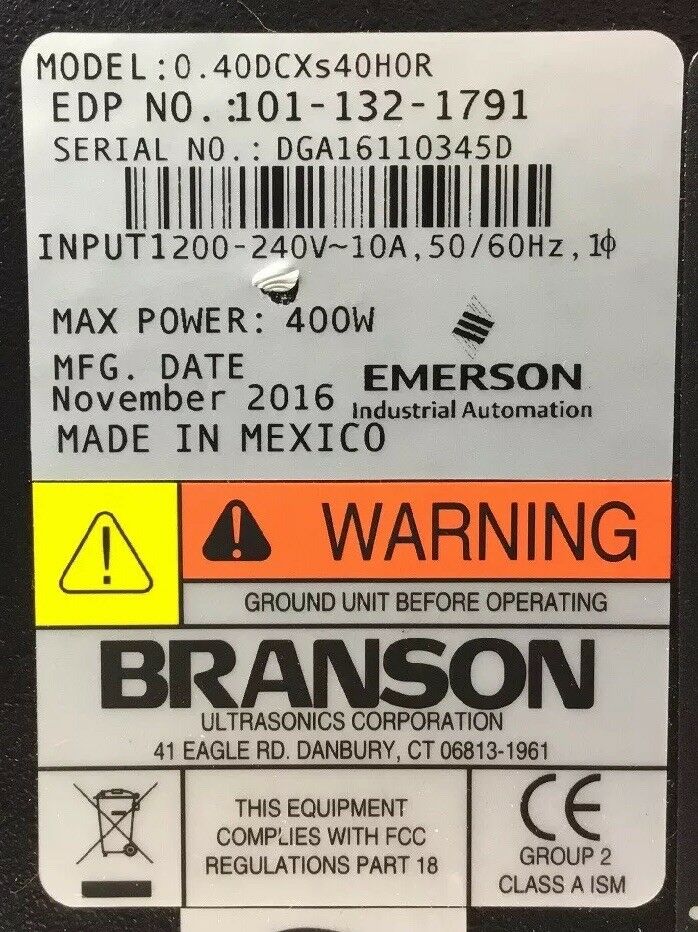 MODEL:0.40DCXs40HOR
EDP NO.:101-132-1791
SERIAL NO.: DGA16110345D
INPUT1200-240V~10A,50/60Hz,1ϕ
MAX POWER: 400W
MFG. DATE
November 2016
EMERSON
Industrial Automation
MADE IN MEXICO
WARNING
GROUND UNIT BEFORE OPERATING
BRANSON
ULTRASONICS CORPORATION
41 EAGLE RD. DANBURY, CT 06813-1961
THIS EQUIPMENT
COMPLIES WITH FCC
REGULATIONS PART 18
CE
GROUP 2
CLASS A ISM